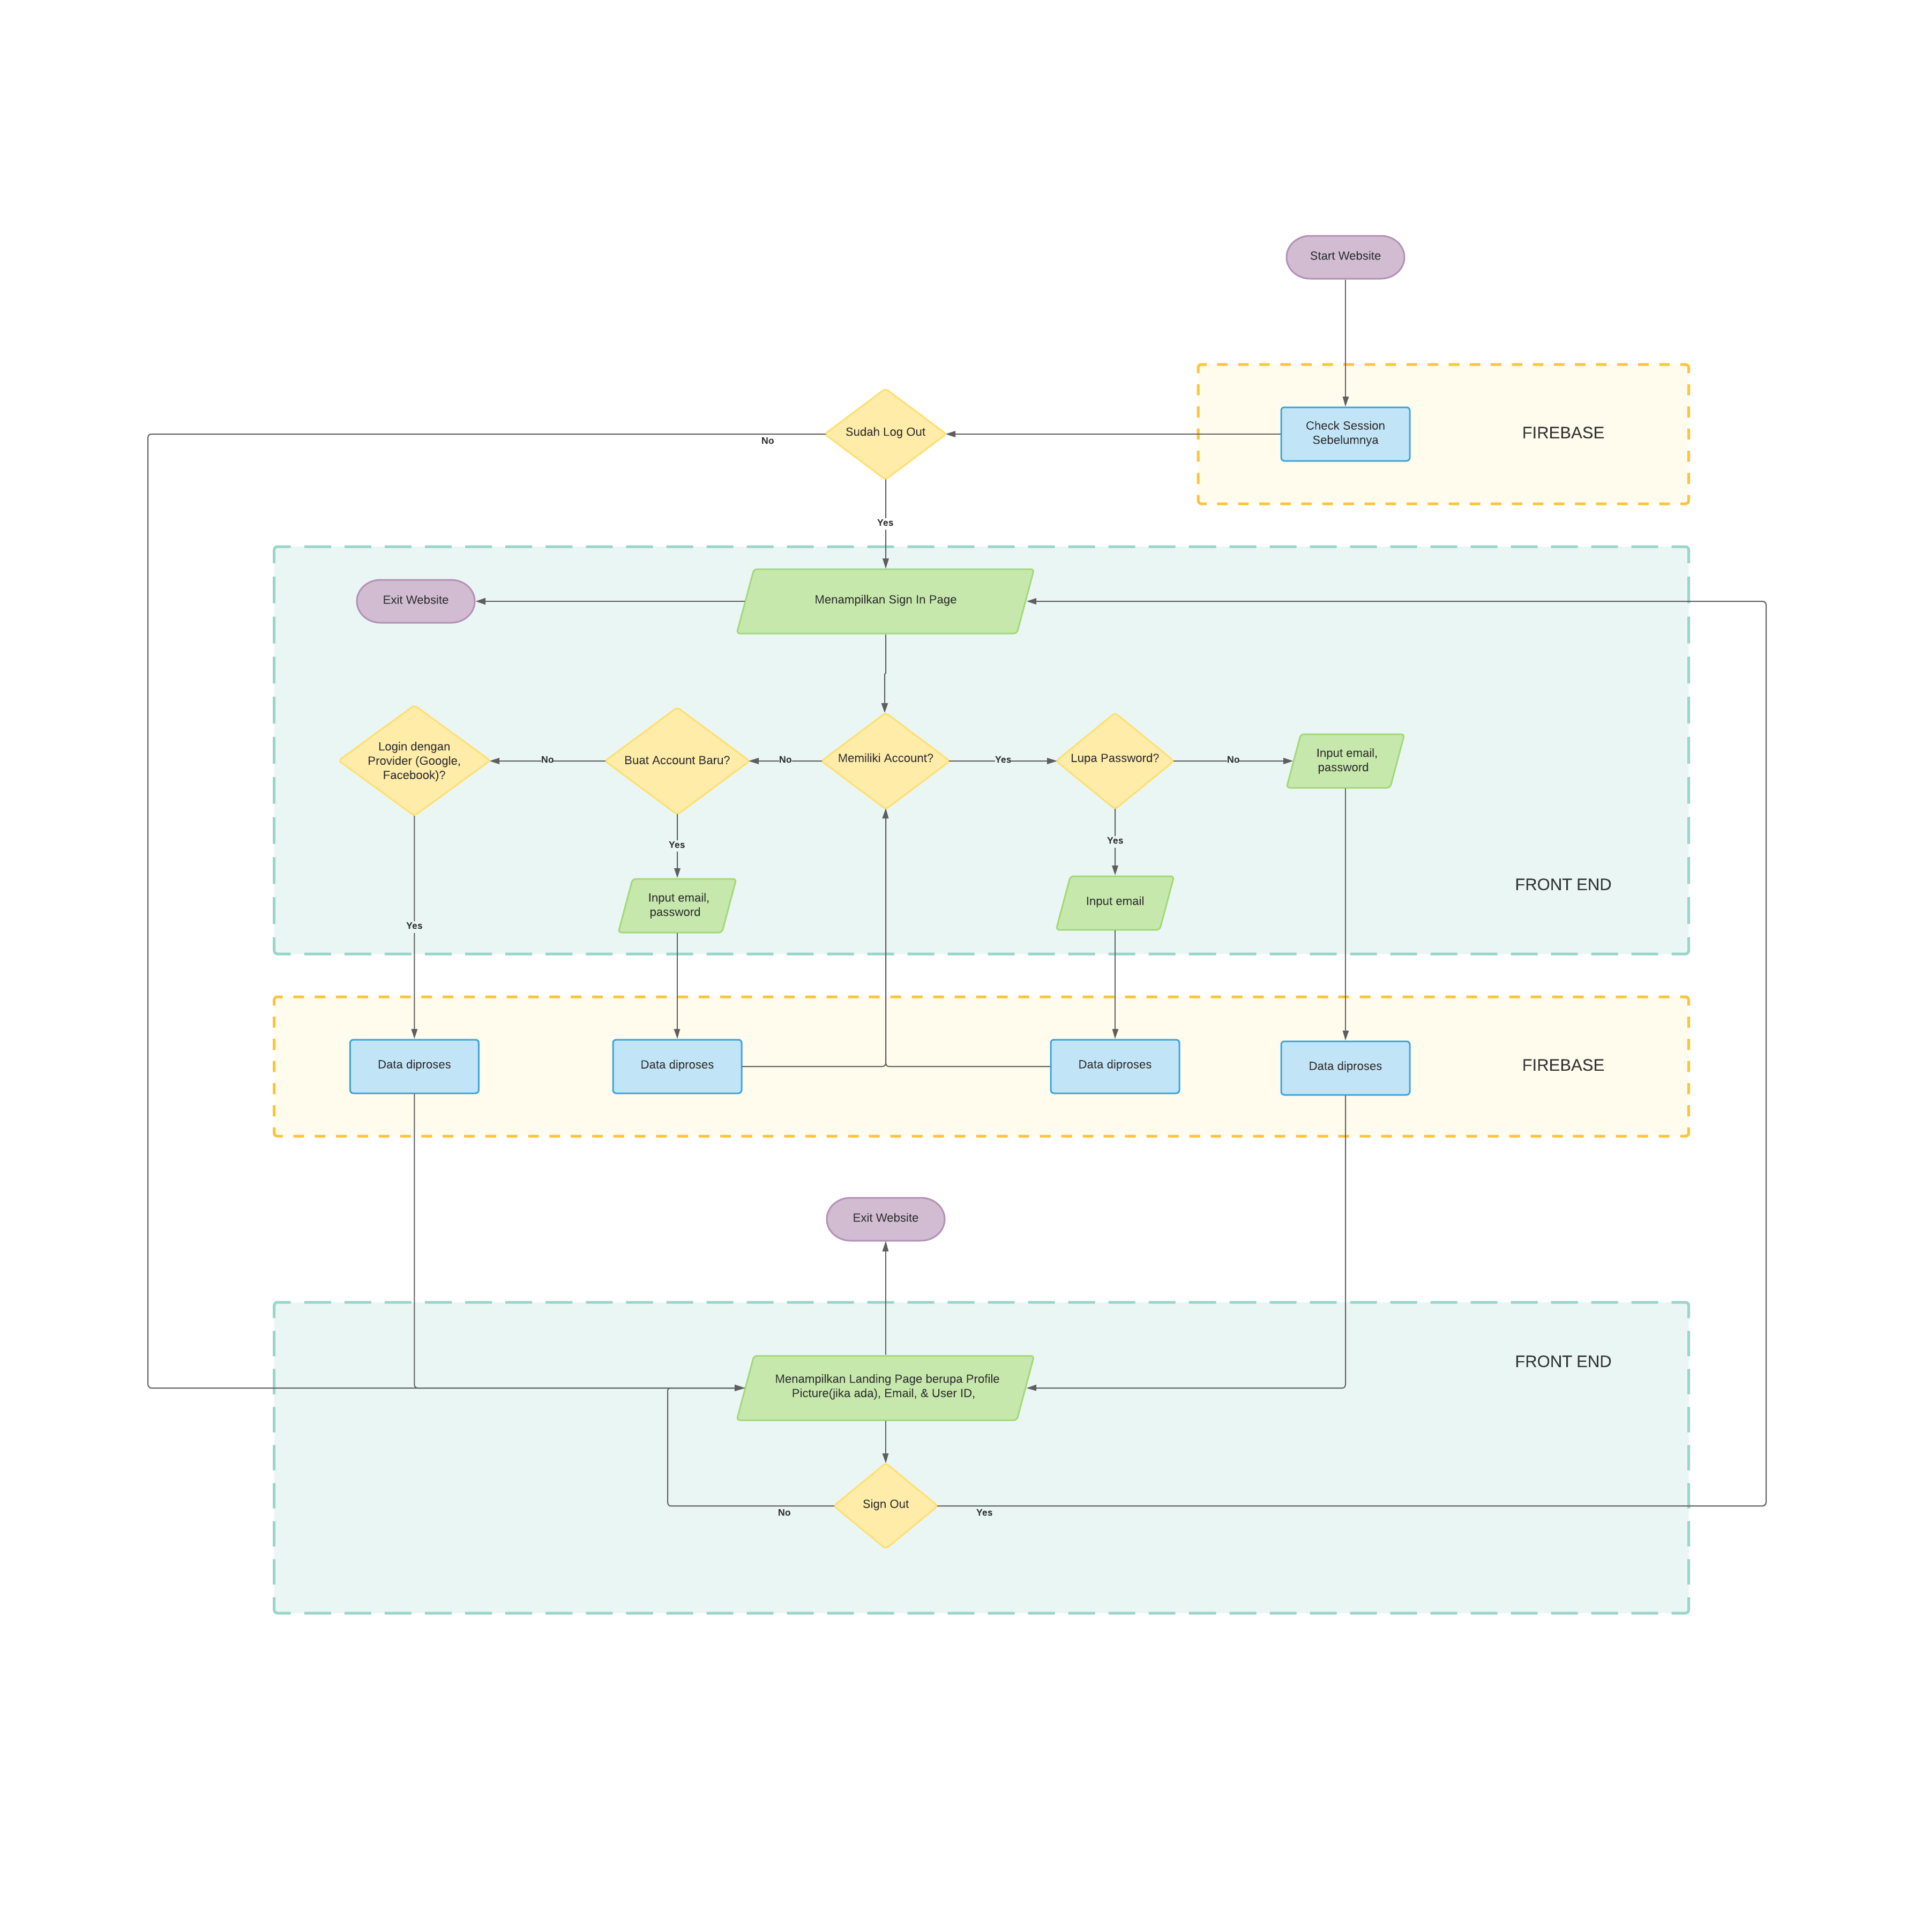 Start Website
Check Session
Sebelumnya
FIREBASE
Sudah Log Out
No
Yes
Exit Website
Menampilkan Sign In Page
Login dengan
Provider (Google,
Facebook)?
No
Buat Account Baru?
No
Memiliki Account?
Yes
Lupa Password?
No
Input email,
password
Yes
Yes
Yes
Input email,
password
Input email
FRONT END
Data diproses
Data diproses
Data diproses
Data diproses
FIREBASE
Exit Website
FRONT END
Menampilkan Landing Page berupa Profile
Picture(jika ada), Email, & User ID,
Sign Out
No
Yes